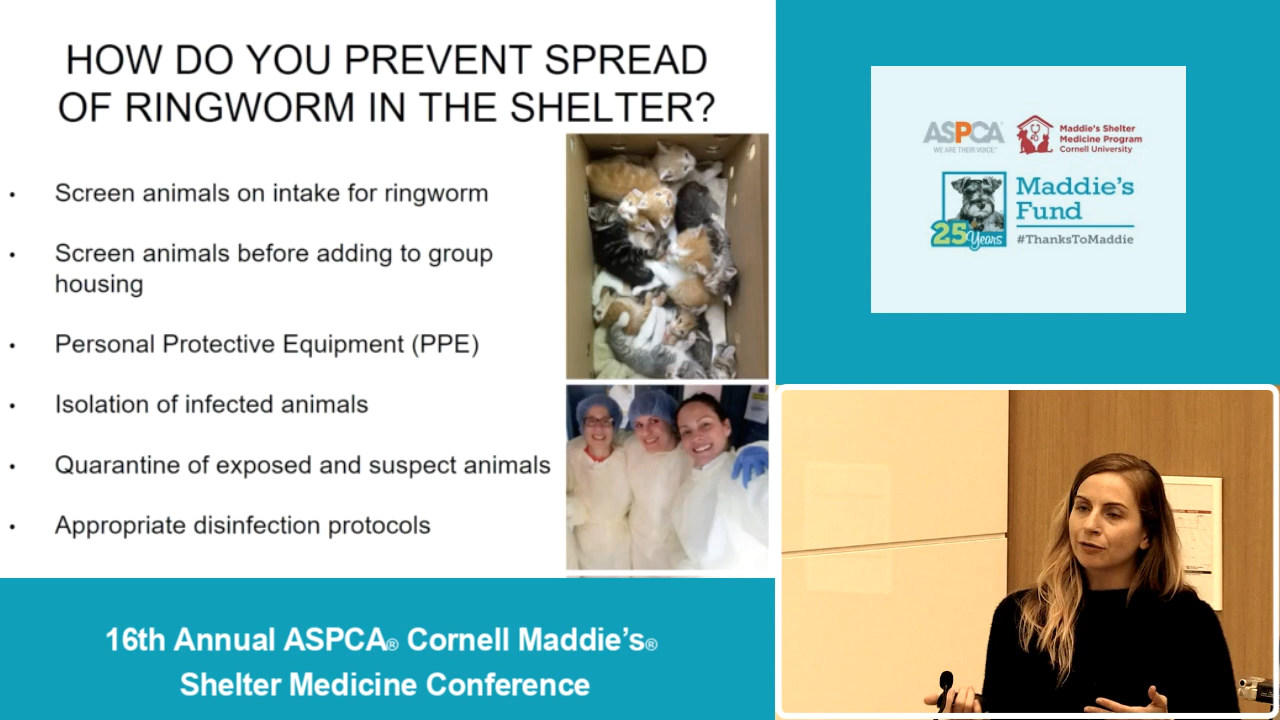 HOW DO YOU PREVENT SPREAD
OF RINGWORM IN THE SHELTER?
• Screen animals on intake for ringworm
• Screen animals before adding to group
housing
• Personal Protective Equipment (PPE)
• Isolation of infected animals
• Quarantine of exposed and suspect animals
• Appropriate disinfection protocols
ASPCA®
WE ARE THEIR VOICE.®
Maddie's Shelter
Medicine Program
Cornell University
25 Years
Maddie's
Fund
#ThanksToMaddie
16th Annual ASPCA® Cornell Maddie's®
Shelter Medicine Conference